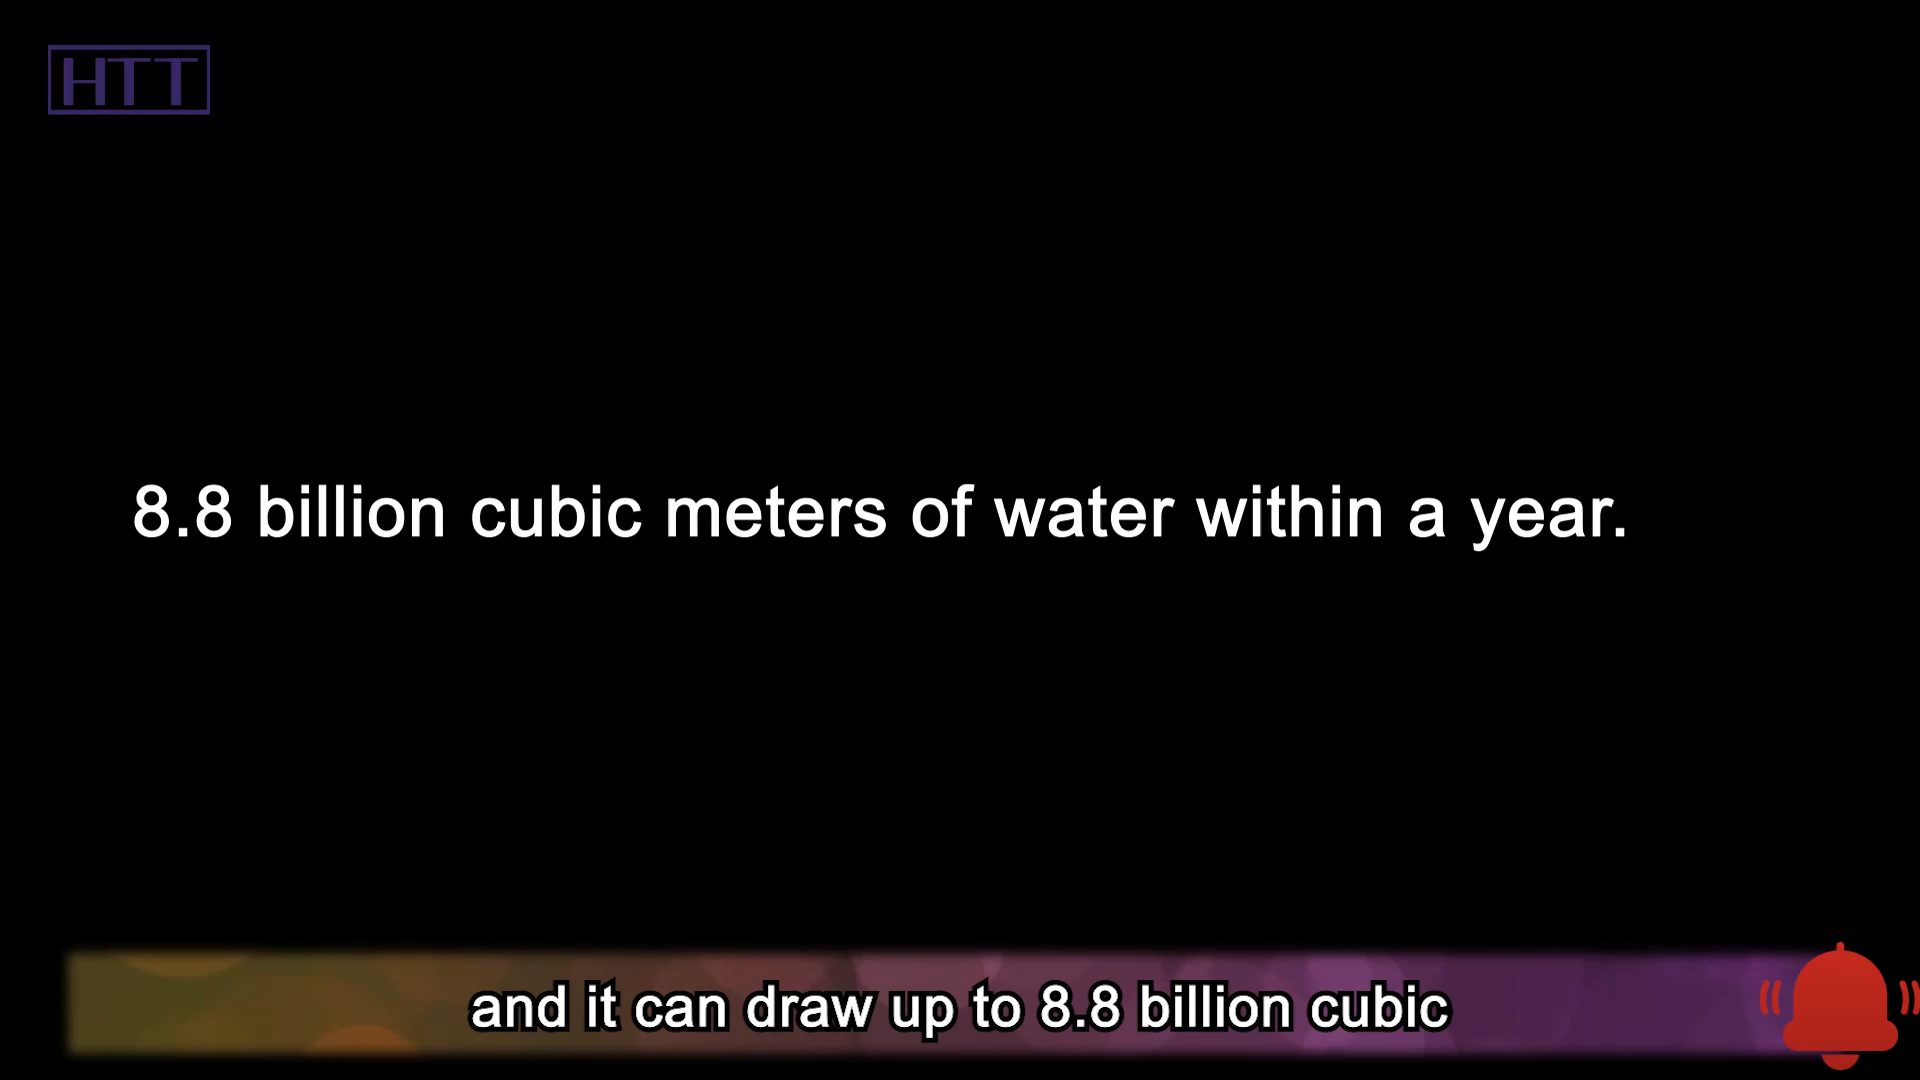 HTT
8.8 billion cubic meters of water within a year.
and it can draw up to 8.8 billion cubic